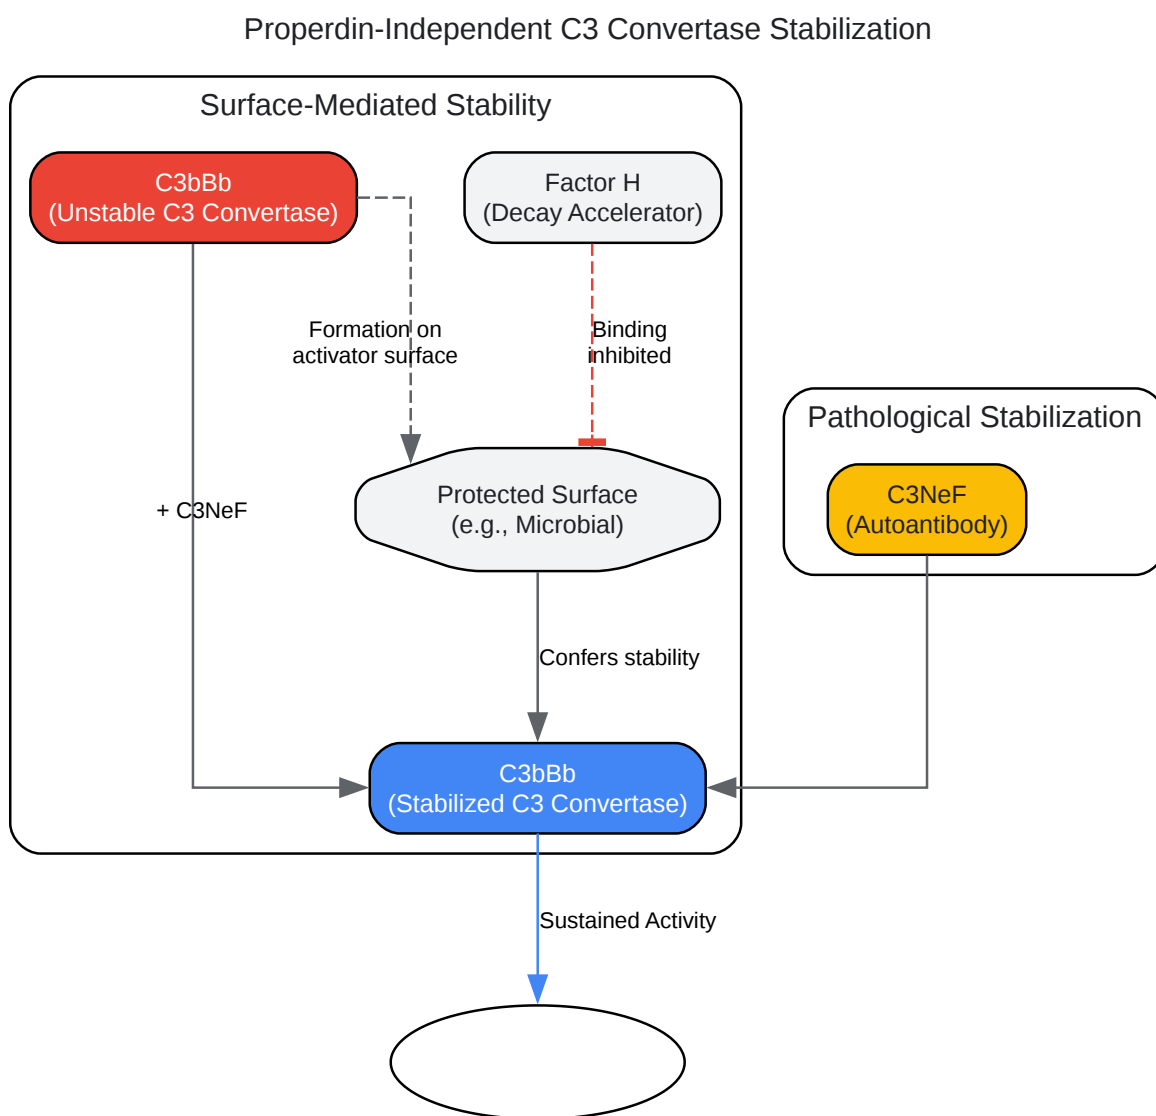 Properdin-Independent C3 Convertase Stabilization
Surface-Mediated Stability
C3bBb
(Unstable C3 Convertase)
Factor H
(Decay Accelerator)
Formation on
activator surface
Binding
inhibited
Pathological Stabilization
C3NeF
(Autoantibody)
+ C3NeF
Protected Surface
(e.g., Microbial)
Confers stability
C3bBb
(Stabilized C3 Convertase)
Sustained Activity